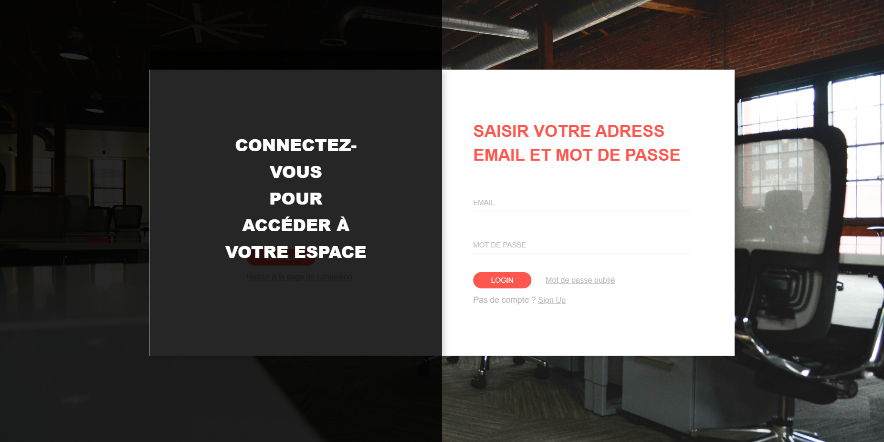 CONNECTEZ-
VOUS
POUR
ACCÉDER À
VOTRE ESPACE
SAISIR VOTRE ADRESS
EMAIL ET MOT DE PASSE
EMAIL
MOT DE PASSE
LOGIN Mot de passe oublié
Pas de compte ? Sign Up